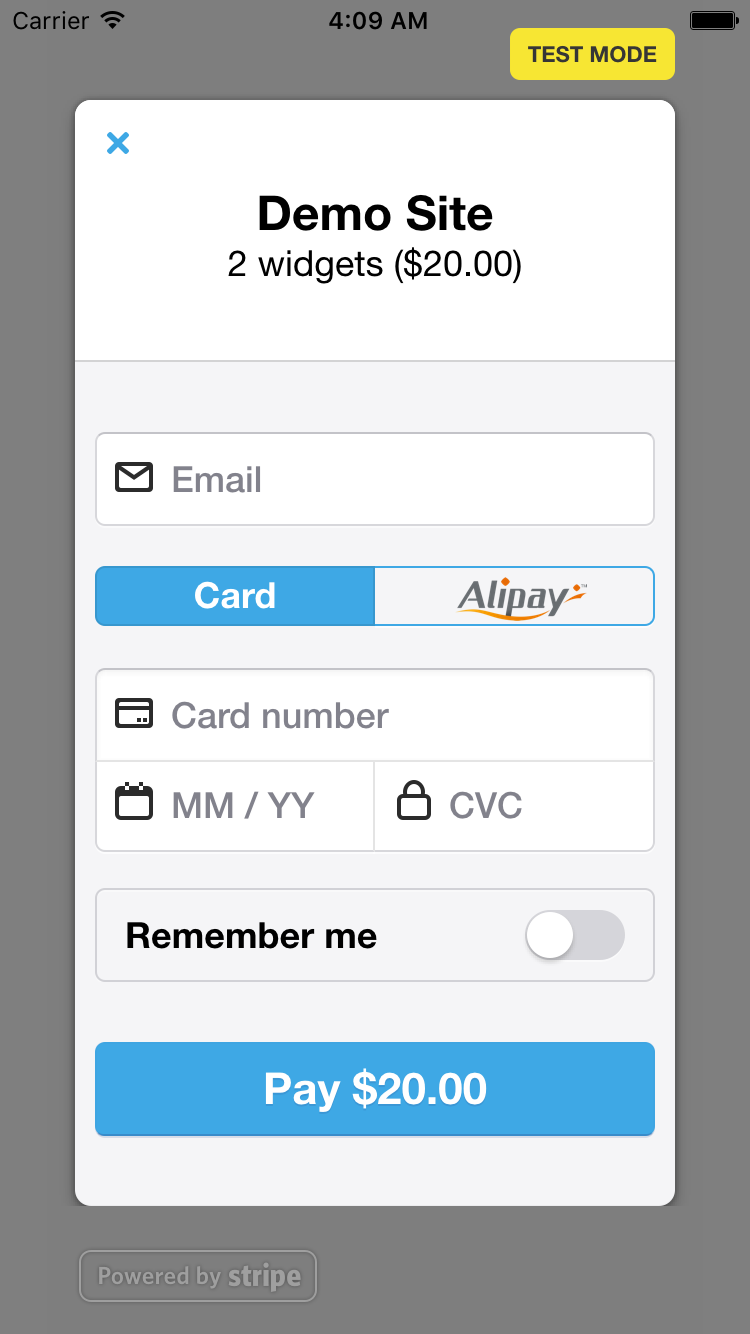 Carrier 4:09 AM
TEST MODE
Demo Site
2 widgets ($20.00)
Email
Card Alipay™
Card number
MM / YY CVC
Remember me
Pay $20.00
Powered by stripe